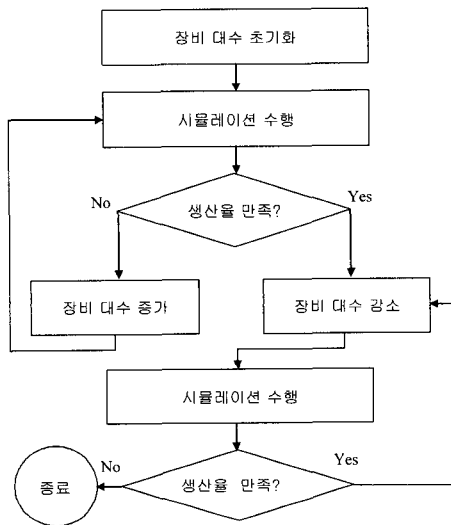 장비 대수 초기화
시뮬레이션 수행
No
생산율 만족?
Yes
장비 대수 증가
장비 대수 감소
시뮬레이션 수행
No
생산율 만족?
Yes
종료